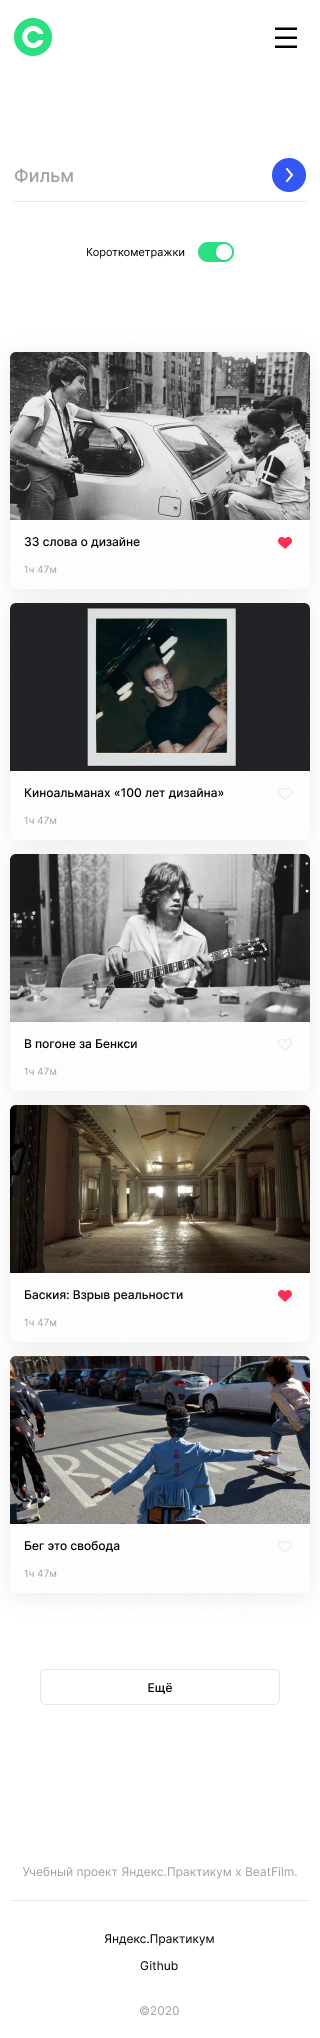 Фильм
Короткометражки
33 слова о дизайне
1ч 47м
Киноальманах «100 лет дизайна»
1ч 47м
В погоне за Бенкси
1ч 47м
Баския: Взрыв реальности
1ч 47м
RUN
Бег это свобода
1ч 47м
Ещё
Учебный проект Яндекс.Практикум х BeatFilm.
Яндекс.Практикум
Github
©2020